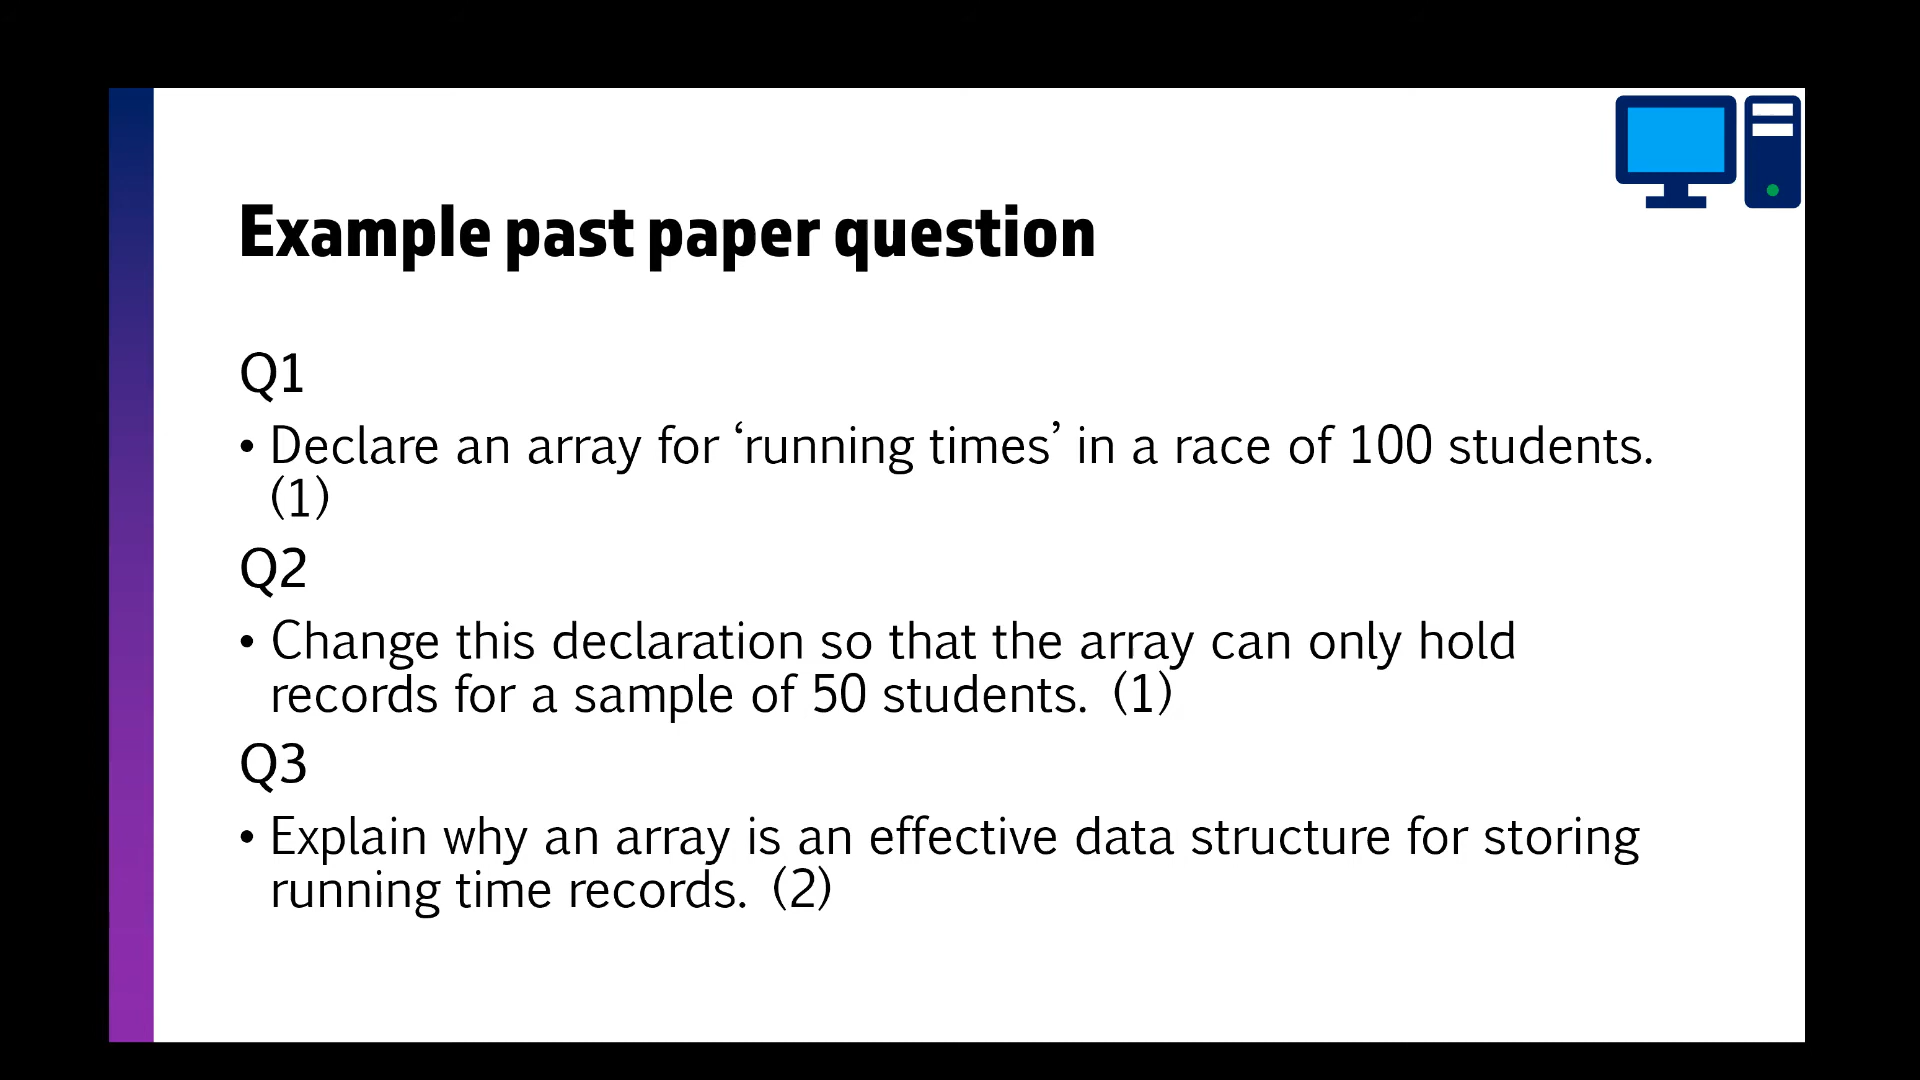 Example past paper question
Q1
• Declare an array for ‘running times’ in a race of 100 students.
(1)
Q2
• Change this declaration so that the array can only hold
records for a sample of 50 students. (1)
Q3
• Explain why an array is an effective data structure for storing
running time records. (2)